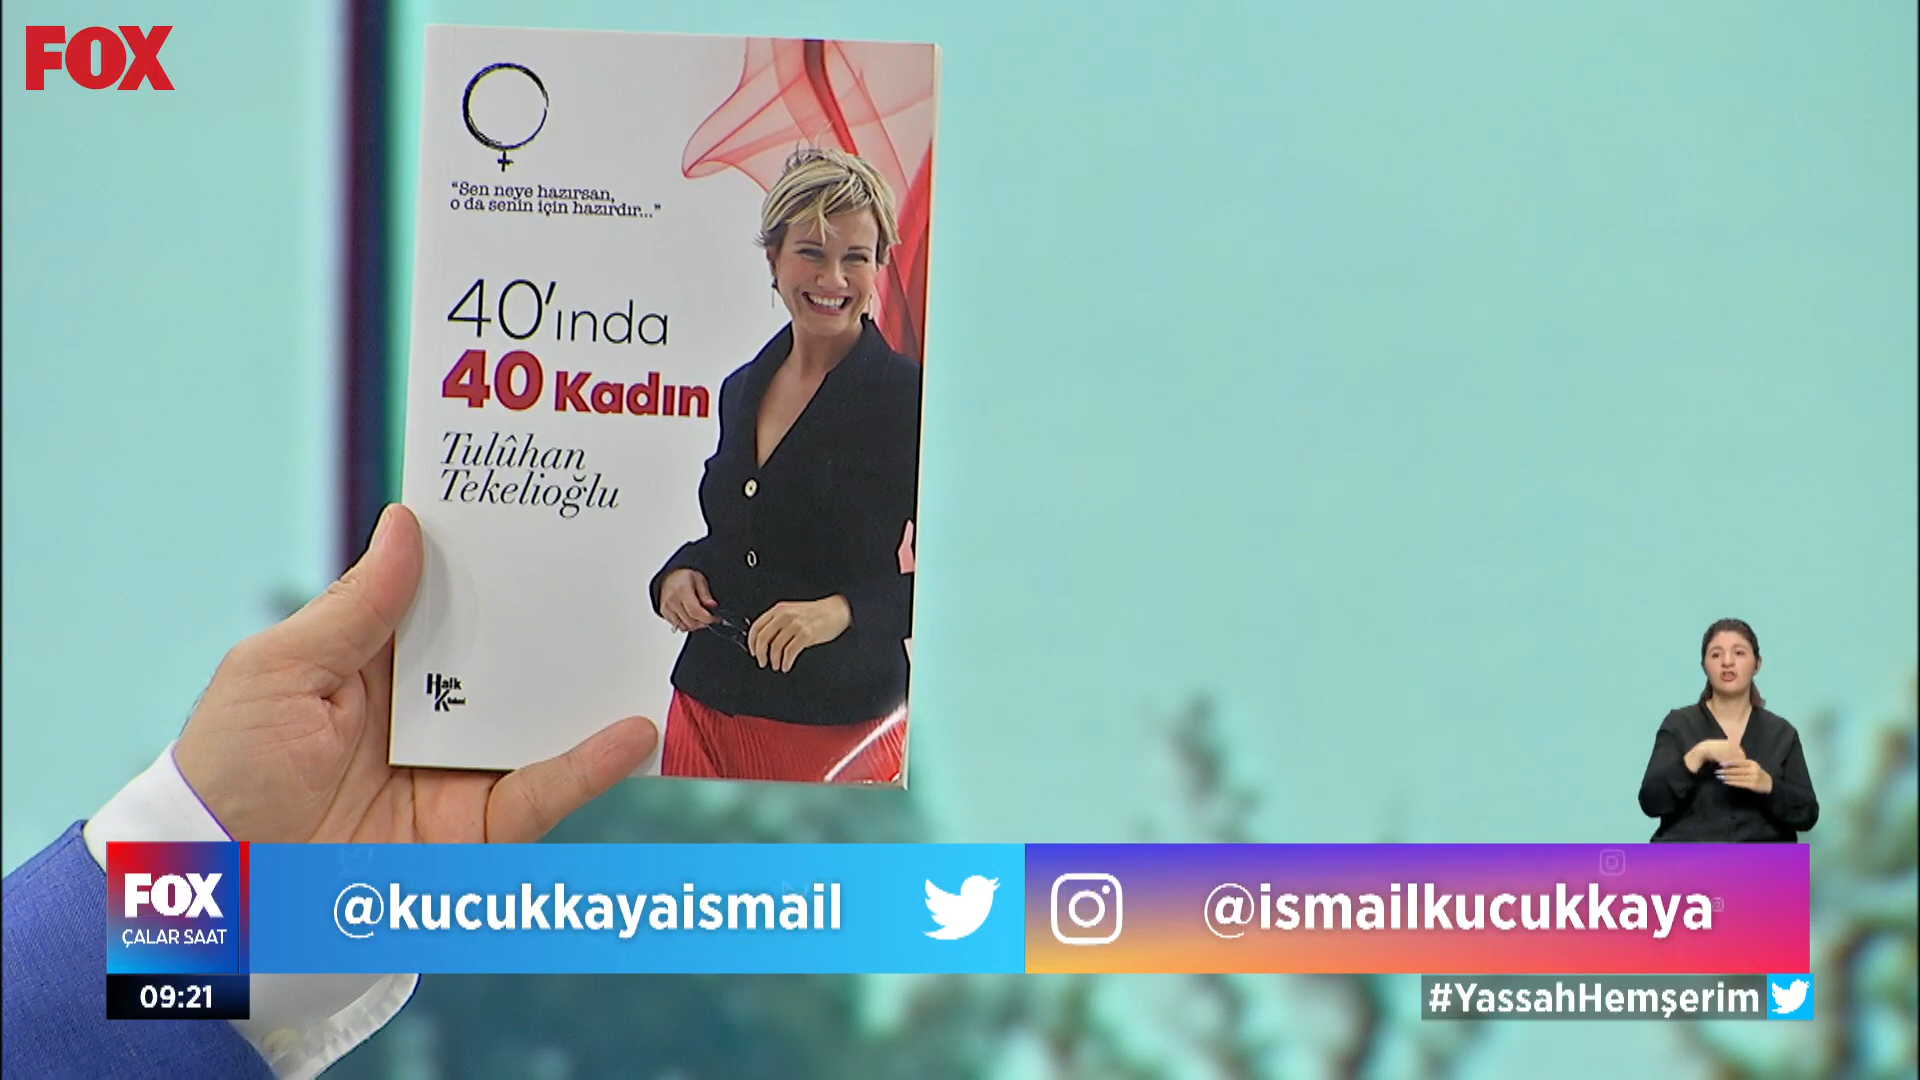 FOX
"Sen neye hazırsan,
o da senin için hazırdır..."
40'ında
40 Kadın
Tulûhan
Tekelioğlu
Halk
FOX
ÇALAR SAAT
@kucukkayaismail
@ismailkucukkaya
09:21
#YassahHemşerim